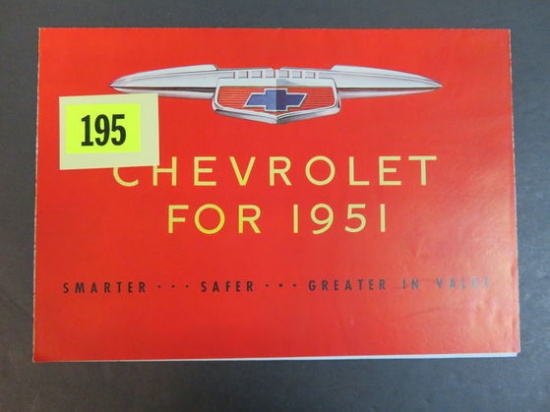 195
CHEVROLET
FOR 1951
SMARTER ··· SAFER ··· GREATER IN VALUE